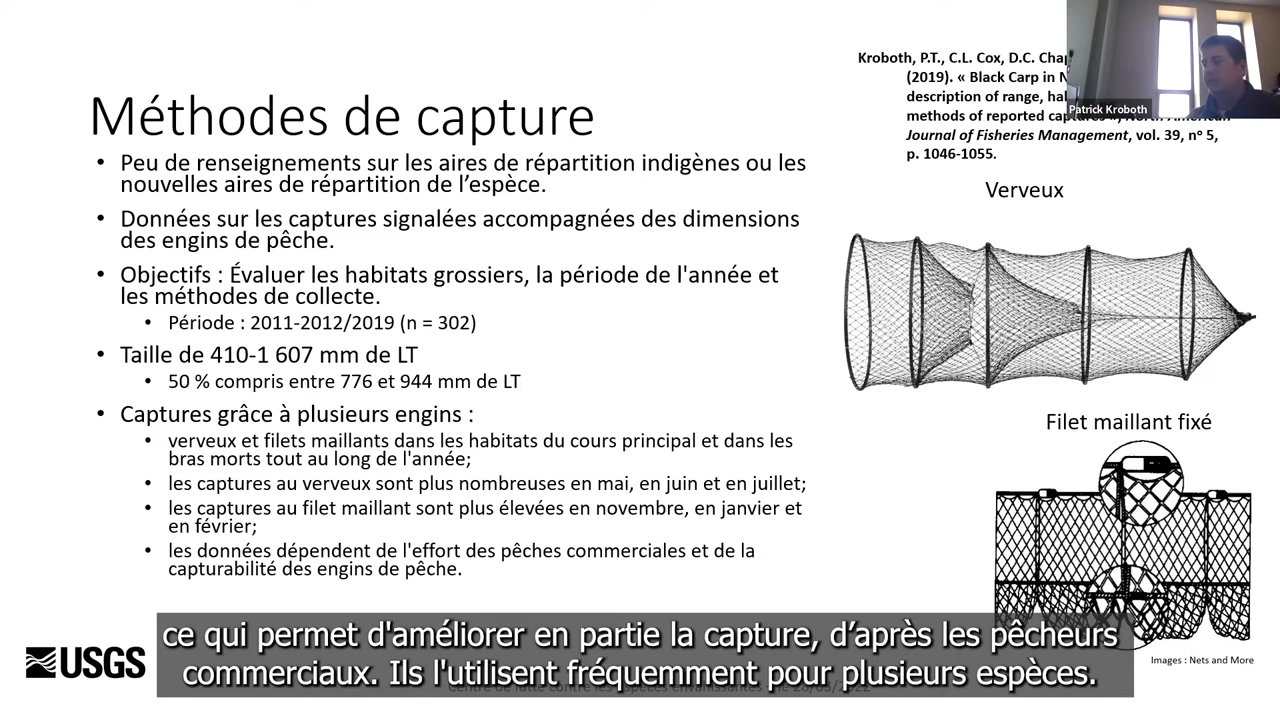 Kroboth, P.T., C.L. Cox, D.C.
(2019). « Black Carp in
description of range,
methods of reported
Journal of Fisheries Management, vol. 39, nº 5,
p. 1046-1055.
Patrick Kroboth
Méthodes de capture
• Peu de renseignements sur les aires de répartition indigènes ou les
nouvelles aires de répartition de l’espèce.
• Données sur les captures signalées accompagnées des dimensions
des engins de pêche.
• Objectifs : Évaluer les habitats grossiers, la période de l'année et
les méthodes de collecte.
• Période : 2011-2012/2019 (n = 302)
• Taille de 410-1 607 mm de LT
• 50 % compris entre 776 et 944 mm de LT
• Captures grâce à plusieurs engins :
• verveux et filets maillants dans les habitats du cours principal et dans les
bras morts tout au long de l'année;
• les captures au verveux sont plus nombreuses en mai, en juin et en juillet;
• les captures au filet maillant sont plus élevées en novembre, en janvier et
en février;
• les données dépendent de l'effort des pêches commerciales et de la
capturabilité des engins de pêche.
Verveux
Filet maillant fixé
Images : Nets and More
USGS
ce qui permet d'améliorer en partie la capture, d’après les pêcheurs
commerciaux. Ils l'utilisent fréquemment pour plusieurs espèces.